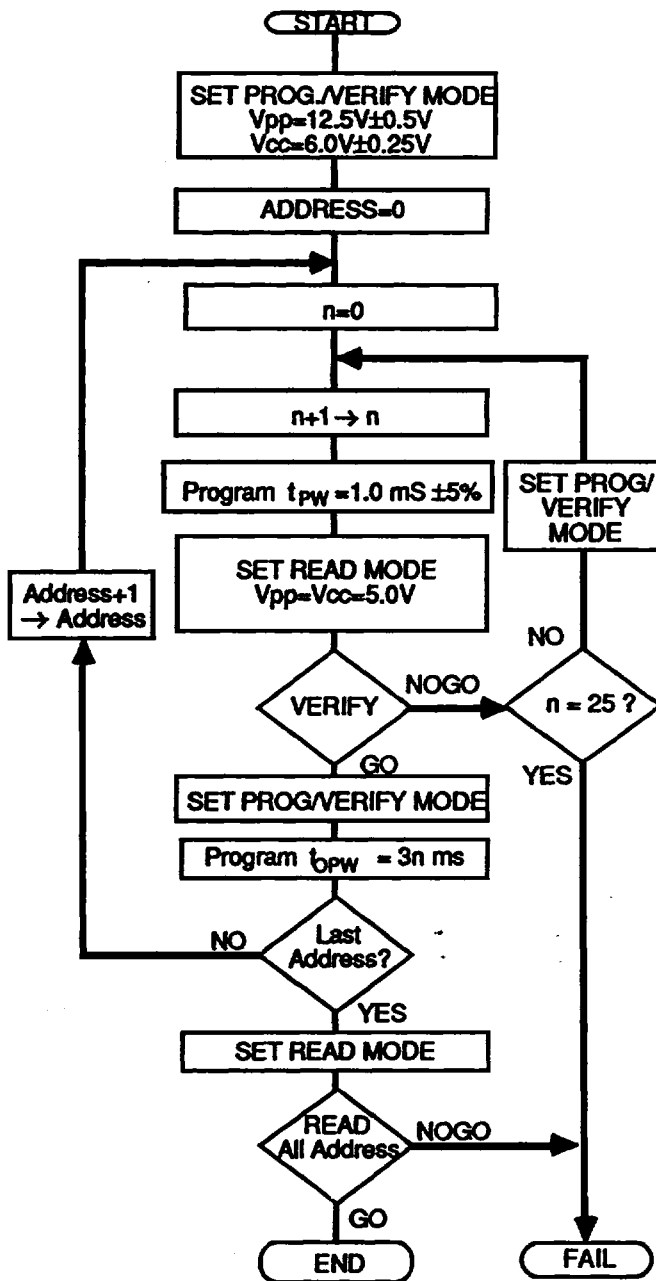 START
SET PROG./VERIFY MODE
Vpp=12.5V±0.5V
Vcc=6.0V±0.25V
ADDRESS=0
n=0
n+1 → n
Program tPW =1.0 mS ±5%
SET PROG/
VERIFY
MODE
SET READ MODE
Vpp=Vcc=5.0V
Address+1
→ Address
NO
VERIFY
NOGO
n = 25 ?
GO
YES
SET PROG/VERIFY MODE
Program tOPW = 3n ms
NO
Last
Address?
YES
SET READ MODE
READ
All Address
NOGO
GO
END
FAIL